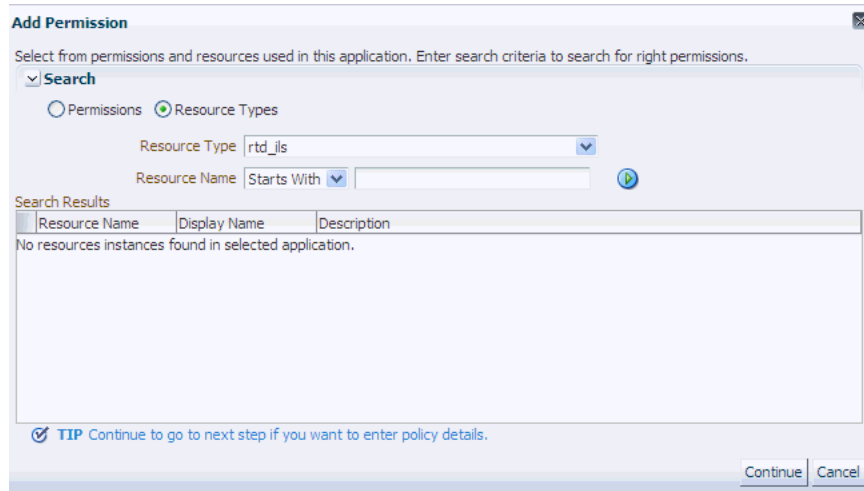 Add Permission
Select from permissions and resources used in this application. Enter search criteria to search for right permissions.
Search
Permissions Resource Types
Resource Type rtd_ils
Resource Name Starts With
Search Results
Resource Name Display Name Description
No resources instances found in selected application.
TIP Continue to go to next step if you want to enter policy details.
Continue Cancel